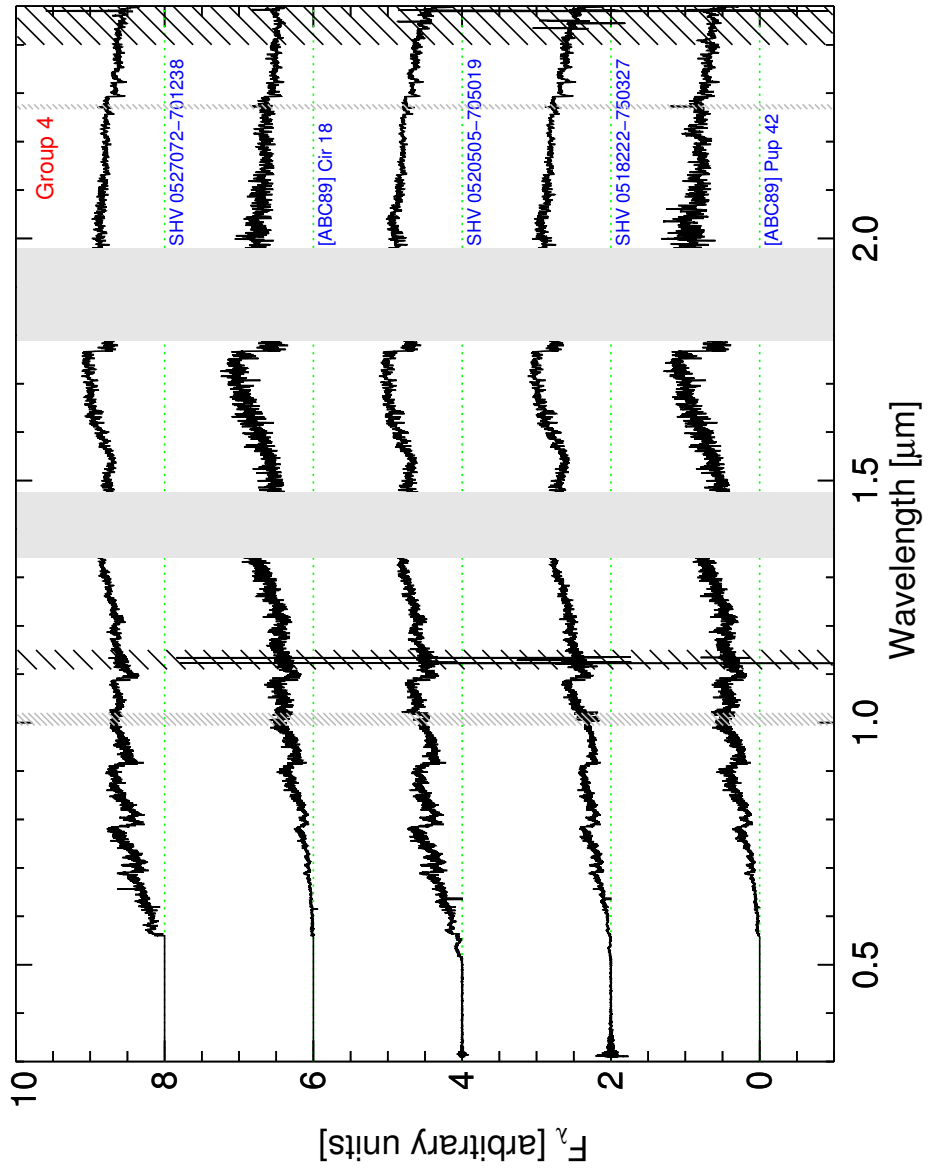 Group 4
SHV 0527072−701238
[ABC89] Cir 18
SHV 0520505−705019
SHV 0518222−750327
[ABC89] Pup 42
10
8
6
4
2
0
F λ [arbitrary units]
0.5
1.0
1.5
2.0
Wavelength [μm]